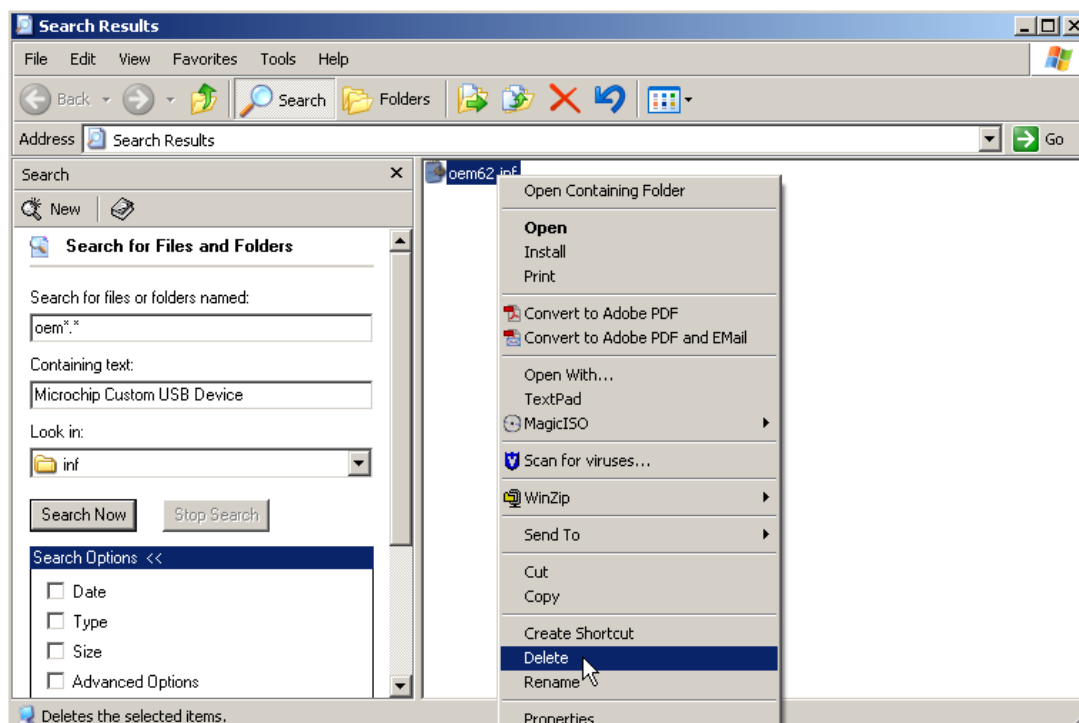 Search Results
File Edit View Favorites Tools Help
Back Search Folders
Address Search Results Go
Search
New
Search for Files and Folders
Search for files or folders named:
oem*.*
Containing text:
Microchip Custom USB Device
Look in:
inf
Search Now Stop Search
Search Options <<
Date
Type
Size
Advanced Options
oem62.inf
Open Containing Folder
Open
Install
Print
Convert to Adobe PDF
Convert to Adobe PDF and EMail
Open With...
TextPad
MagicISO
Scan for viruses...
WinZip
Send To
Cut
Copy
Create Shortcut
Delete
Rename
Properties
Deletes the selected items.